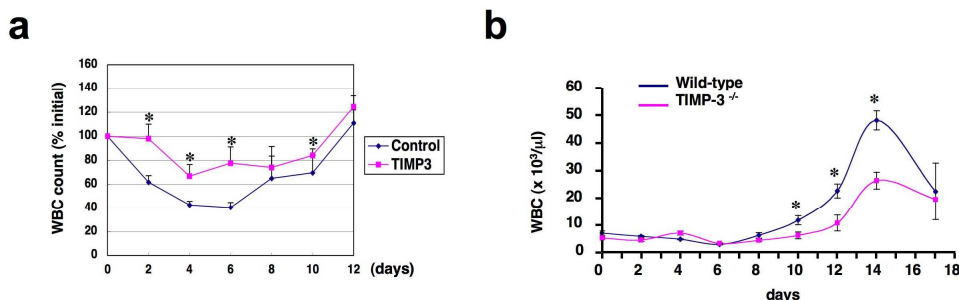 a
WBC count (% initial)
160
140
120
100
80
60
40
20
0
* * * *
0 2 4 6 8 10 12 (days)
Control
TIMP3
b
WBC (x 10³/µl)
60
50
40
30
20
10
0
Wild-type
TIMP-3 -/-
* * *
0 2 4 6 8 10 12 14 16 18
days